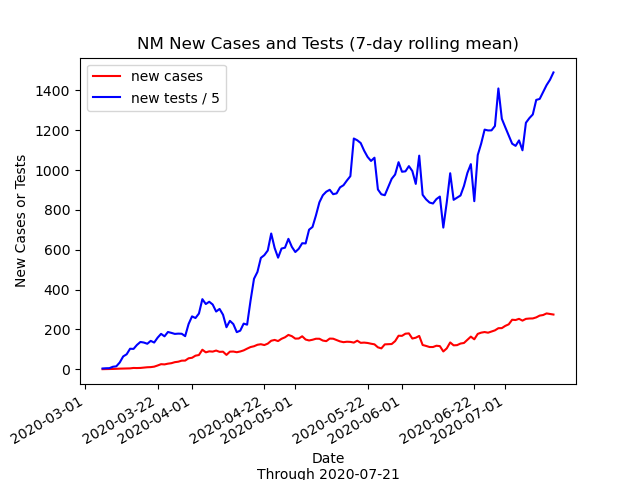 NM New Cases and Tests (7-day rolling mean)
new cases
new tests / 5
New Cases or Tests
1400
1200
1000
800
600
400
200
0
2020-03-01
2020-03-22
2020-04-01
2020-04-22
2020-05-01
2020-05-22
2020-06-01
2020-06-22
2020-07-01
Date
Through 2020-07-21